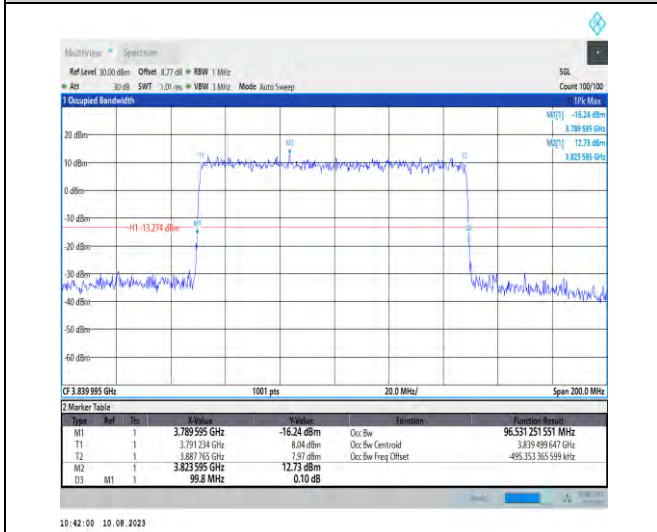 MultiView Spectrum
Ref Level 30.00 dBm Offset 8.77 dB RBW 1 MHz SGL
Att 30 dB SWT 1.01 ms VBW 3 MHz Mode Auto Sweep Count 100/100
1 Occupied Bandwidth 1Pk Max
M1[1] -16.24 dBm
3.789 595 GHz
M2[1] 12.73 dBm
3.823 595 GHz
20 dBm
M2
T1
10 dBm
0 dBm
-10 dBm
H1 -13.274 dBm
M1
-20 dBm
-30 dBm
-40 dBm
-50 dBm
-60 dBm
CF 3.839 995 GHz 1001 pts 20.0 MHz/ Span 200.0 MHz
2 Marker Table
Type Ref Trc X-Value Y-Value Function Function Result
M1 1 3.789 595 GHz -16.24 dBm Occ Bw 96.531 251 551 MHz
T1 1 3.791 234 GHz 8.04 dBm Occ Bw Centroid 3.839 499 647 GHz
T2 1 3.887 765 GHz 7.97 dBm Occ Bw Freq Offset -495.353 365 599 kHz
M2 1 3.823 595 GHz 12.73 dBm
D3 M1 1 99.8 MHz 0.10 dB
10:42:00 10.08.2023